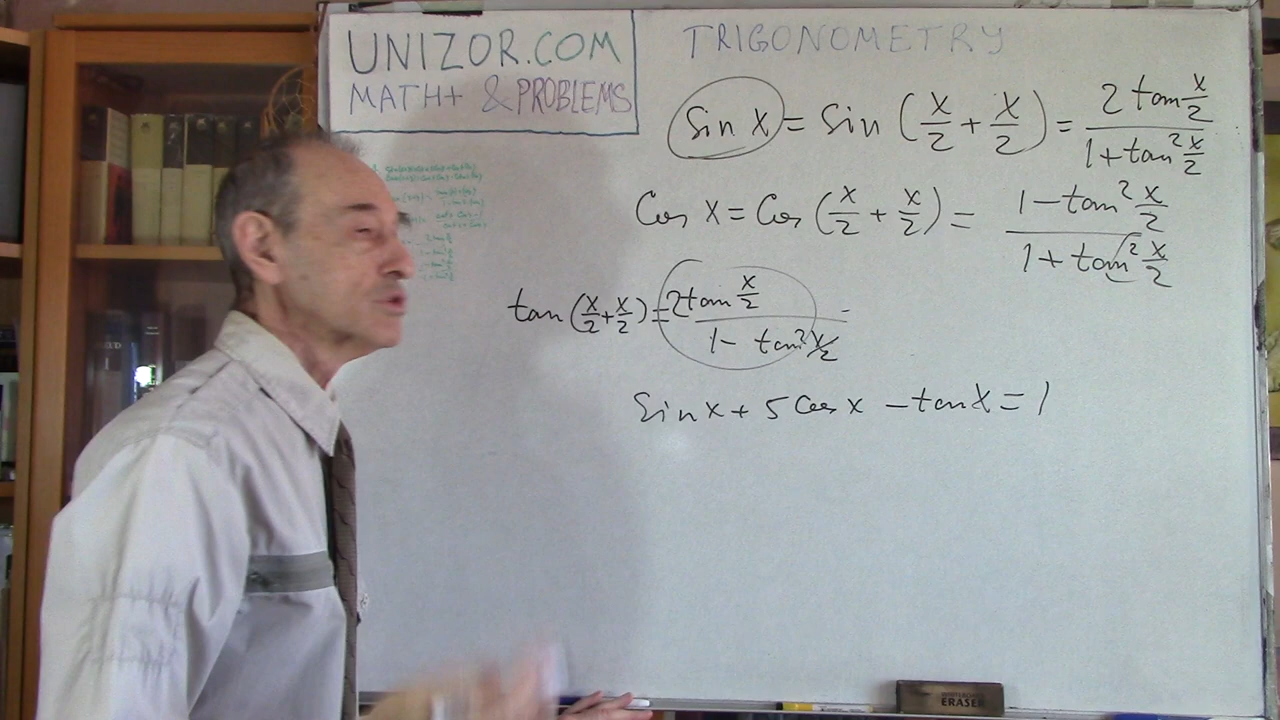 UNIZOR.COM
MATH+ & PROBLEMS
TRIGONOMETRY
Sin X = Sin (x/2 + x/2) = 2 tan x/2 / 1 + tan² x/2
Cos X = Cos (x/2 + x/2) = 1 - tan² x/2 / 1 + tan² x/2
tan (x/2 + x/2) = 2 tan x/2 / 1 - tan² x/2 =
Sin x + 5 Cos x - tan x = 1
WHITEBOARD
ERASER